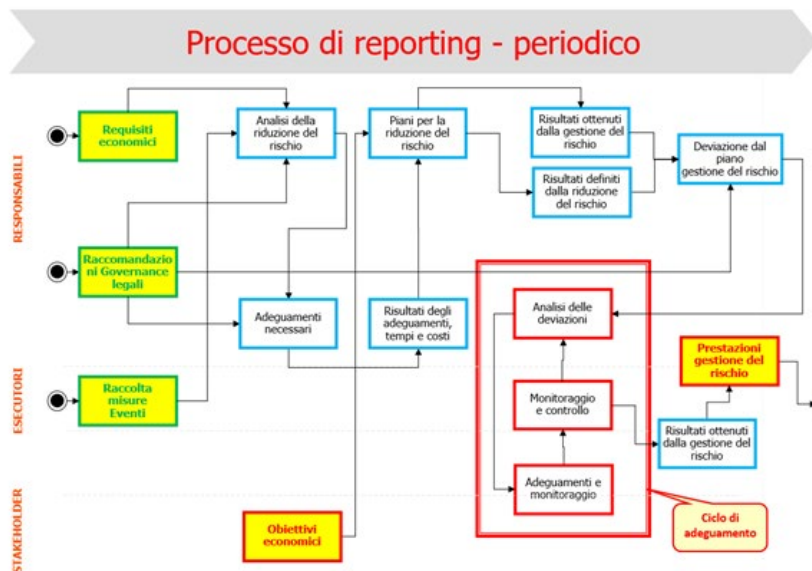 Processo di reporting - periodico
RESPONSABILI
Requisiti
economici
Analisi della
riduzione del
rischio
Piani per la
riduzione del
rischio
Risultati ottenuti
dalla gestione del
rischio
Risultati definiti
dalla riduzione del
rischio
Deviazione dal
piano
gestione del rischio
Raccomandazio
ni Governance
legali
Adeguamenti
necessari
Risultati degli
adeguamenti,
tempi e costi
Analisi delle
deviazioni
Prestazioni
gestione del
rischio
ESECUTORI
Raccolta
misure
Eventi
Monitoraggio
e controllo
Risultati ottenuti
dalla gestione del
rischio
Adeguamenti e
monitoraggio
STAKEHOLDER
Obiettivi
economici
Ciclo di
adeguamento